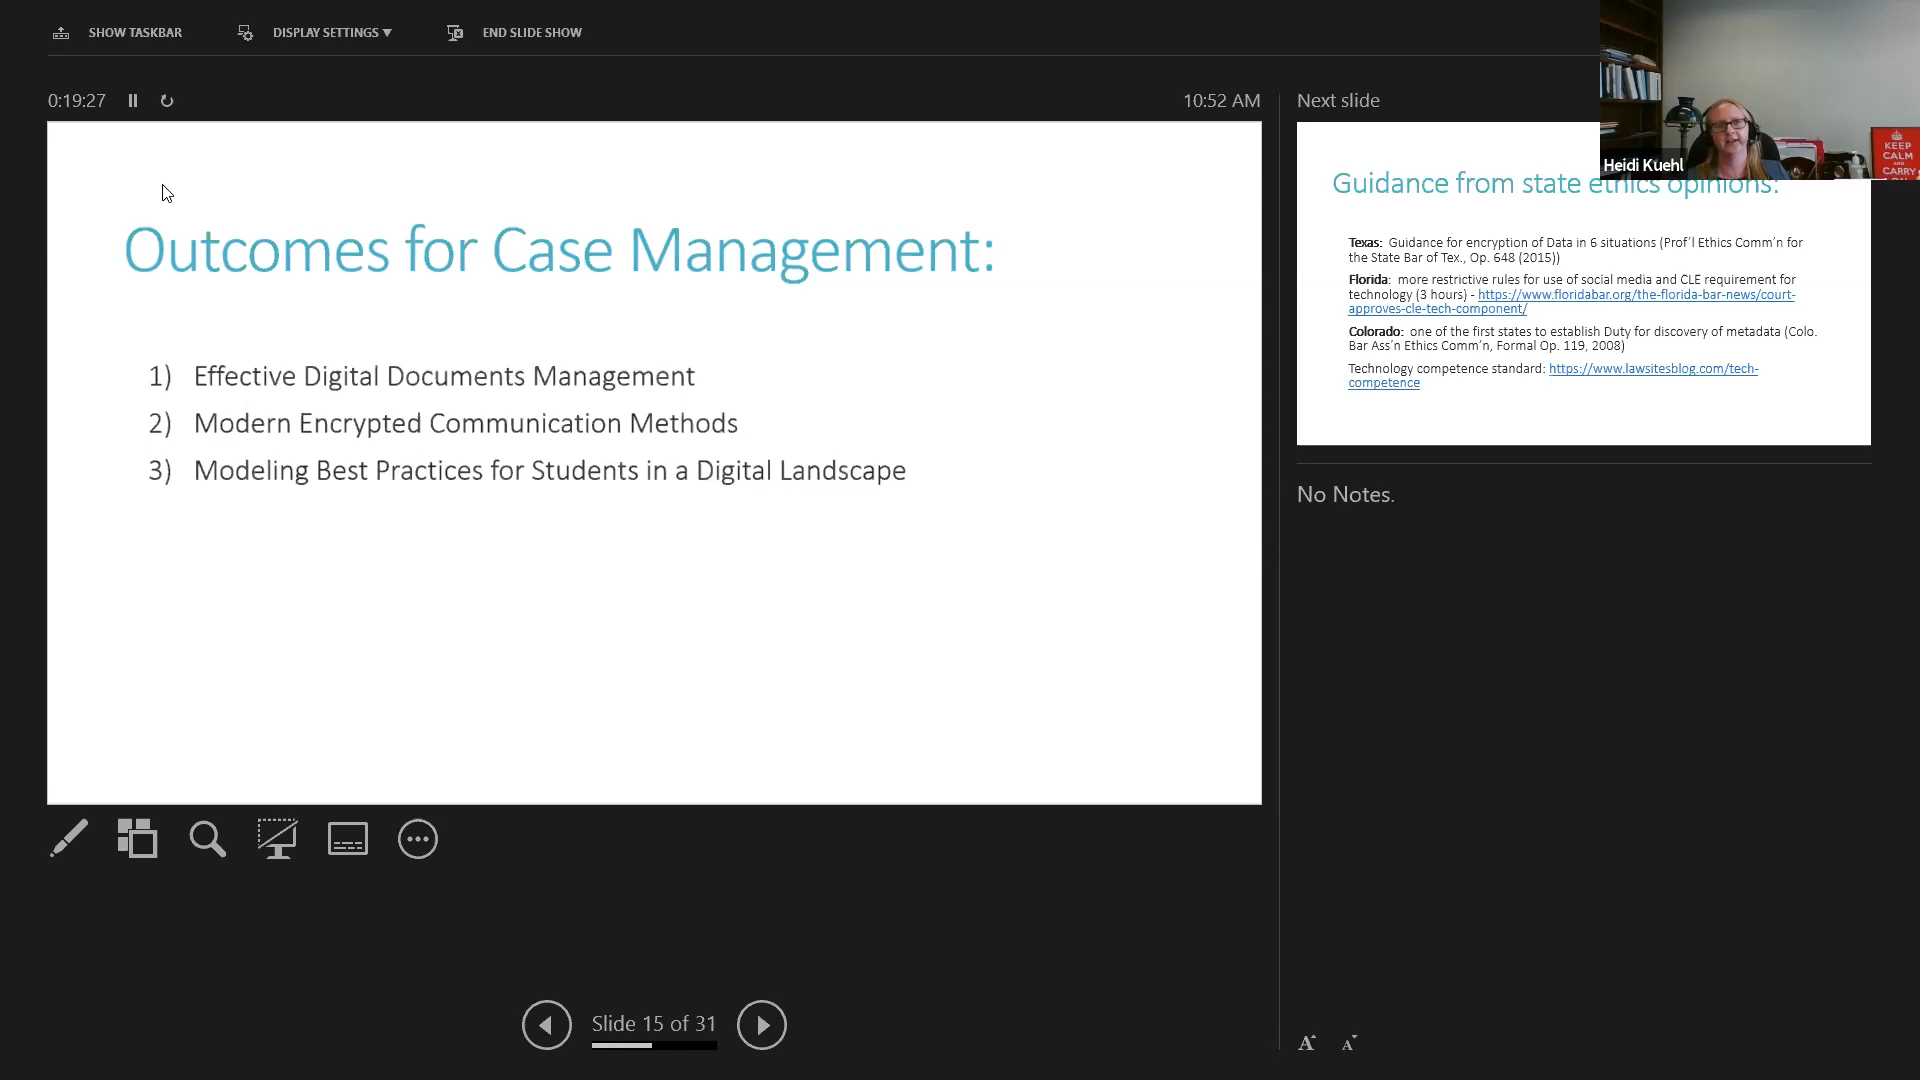 SHOW TASKBAR
DISPLAY SETTINGS ▼
END SLIDE SHOW
0:19:27
10:52 AM
Outcomes for Case Management:
1) Effective Digital Documents Management
2) Modern Encrypted Communication Methods
3) Modeling Best Practices for Students in a Digital Landscape
Slide 15 of 31
Next slide
Heidi Kuehl
KEEP
CALM
AND
CARRY
ON
Guidance from state ethics opinions:
Texas: Guidance for encryption of Data in 6 situations (Prof'l Ethics Comm'n for
the State Bar of Tex., Op. 648 (2015))
Florida: more restrictive rules for use of social media and CLE requirement for
technology (3 hours) - https://www.floridabar.org/the-florida-bar-news/court-
approves-cle-tech-component/
Colorado: one of the first states to establish Duty for discovery of metadata (Colo.
Bar Ass'n Ethics Comm'n, Formal Op. 119, 2008)
Technology competence standard: https://www.lawsitesblog.com/tech-
competence
No Notes.
A A